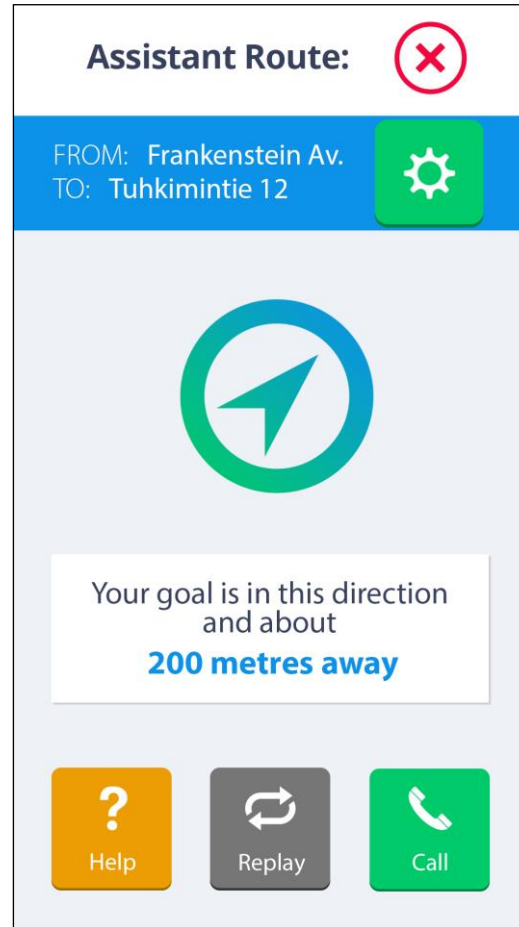 Assistant Route:
FROM: Frankenstein Av.
TO: Tuhkimintie 12
Your goal is in this direction
and about
200 metres away
?
Help
Replay
Call